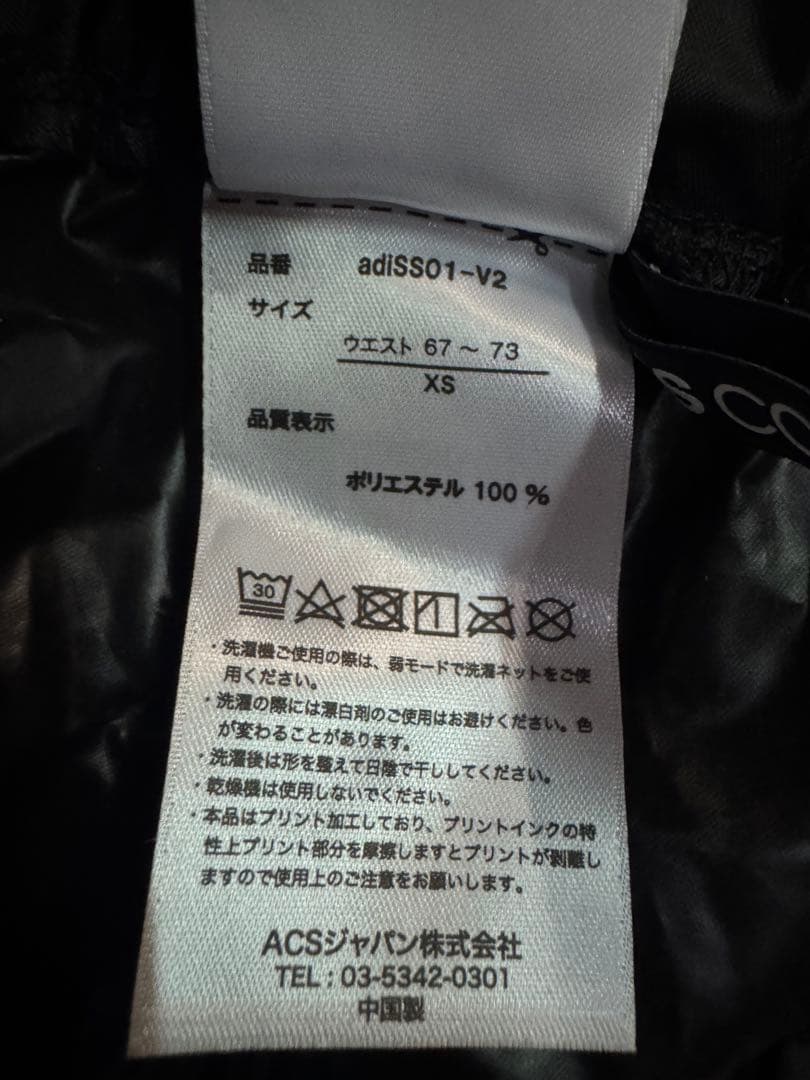 品番 adiSS01-V2
サイズ
ウエスト 67 ～ 73
XS
品質表示
ポリエステル 100 %
30
・洗濯機ご使用の際は、弱モードで洗濯ネットをご使
用ください。
・洗濯の際には漂白剤のご使用はお避けください。色
が変わることがあります。
・洗濯後は形を整えて日陰で干ししてください。
・乾燥機は使用しないでください。
・本品はプリント加工しており、プリントインクの特
性上プリント部分を摩擦しますとプリントが剥離し
ますので使用上のご注意をお願いします。
ACSジャパン株式会社
TEL : 03-5342-0301
中国製
S CO